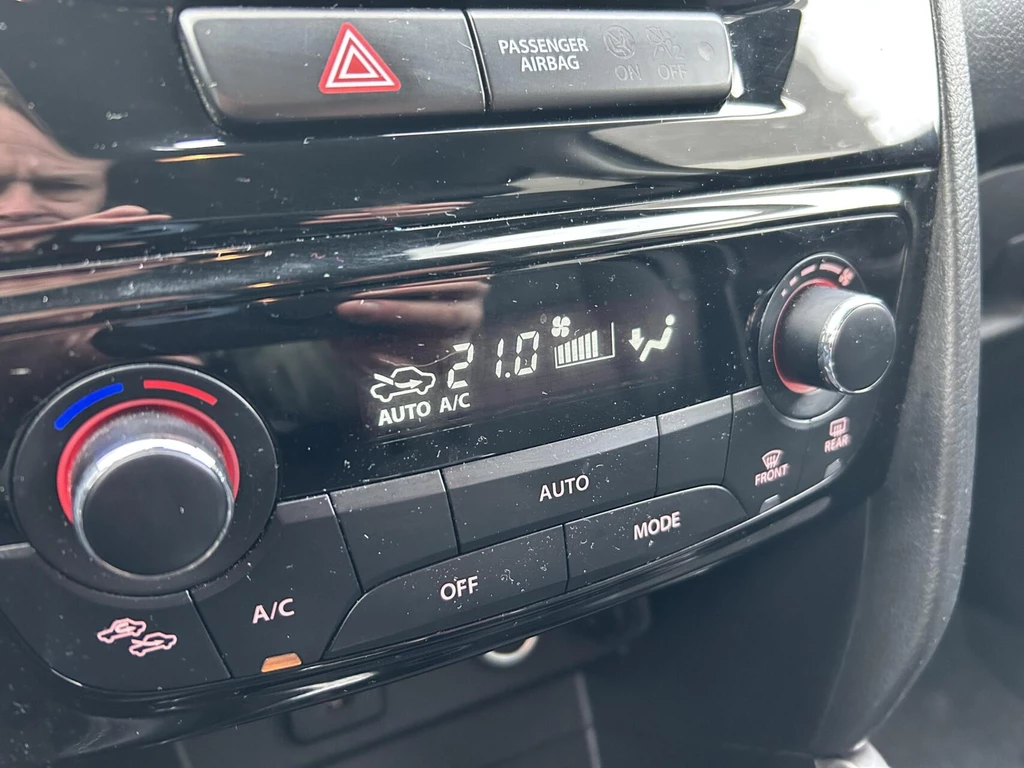 PASSENGER
AIRBAG
ON OFF
21.0°
AUTO A/C
REAR
FRONT
AUTO
MODE
OFF
A/C